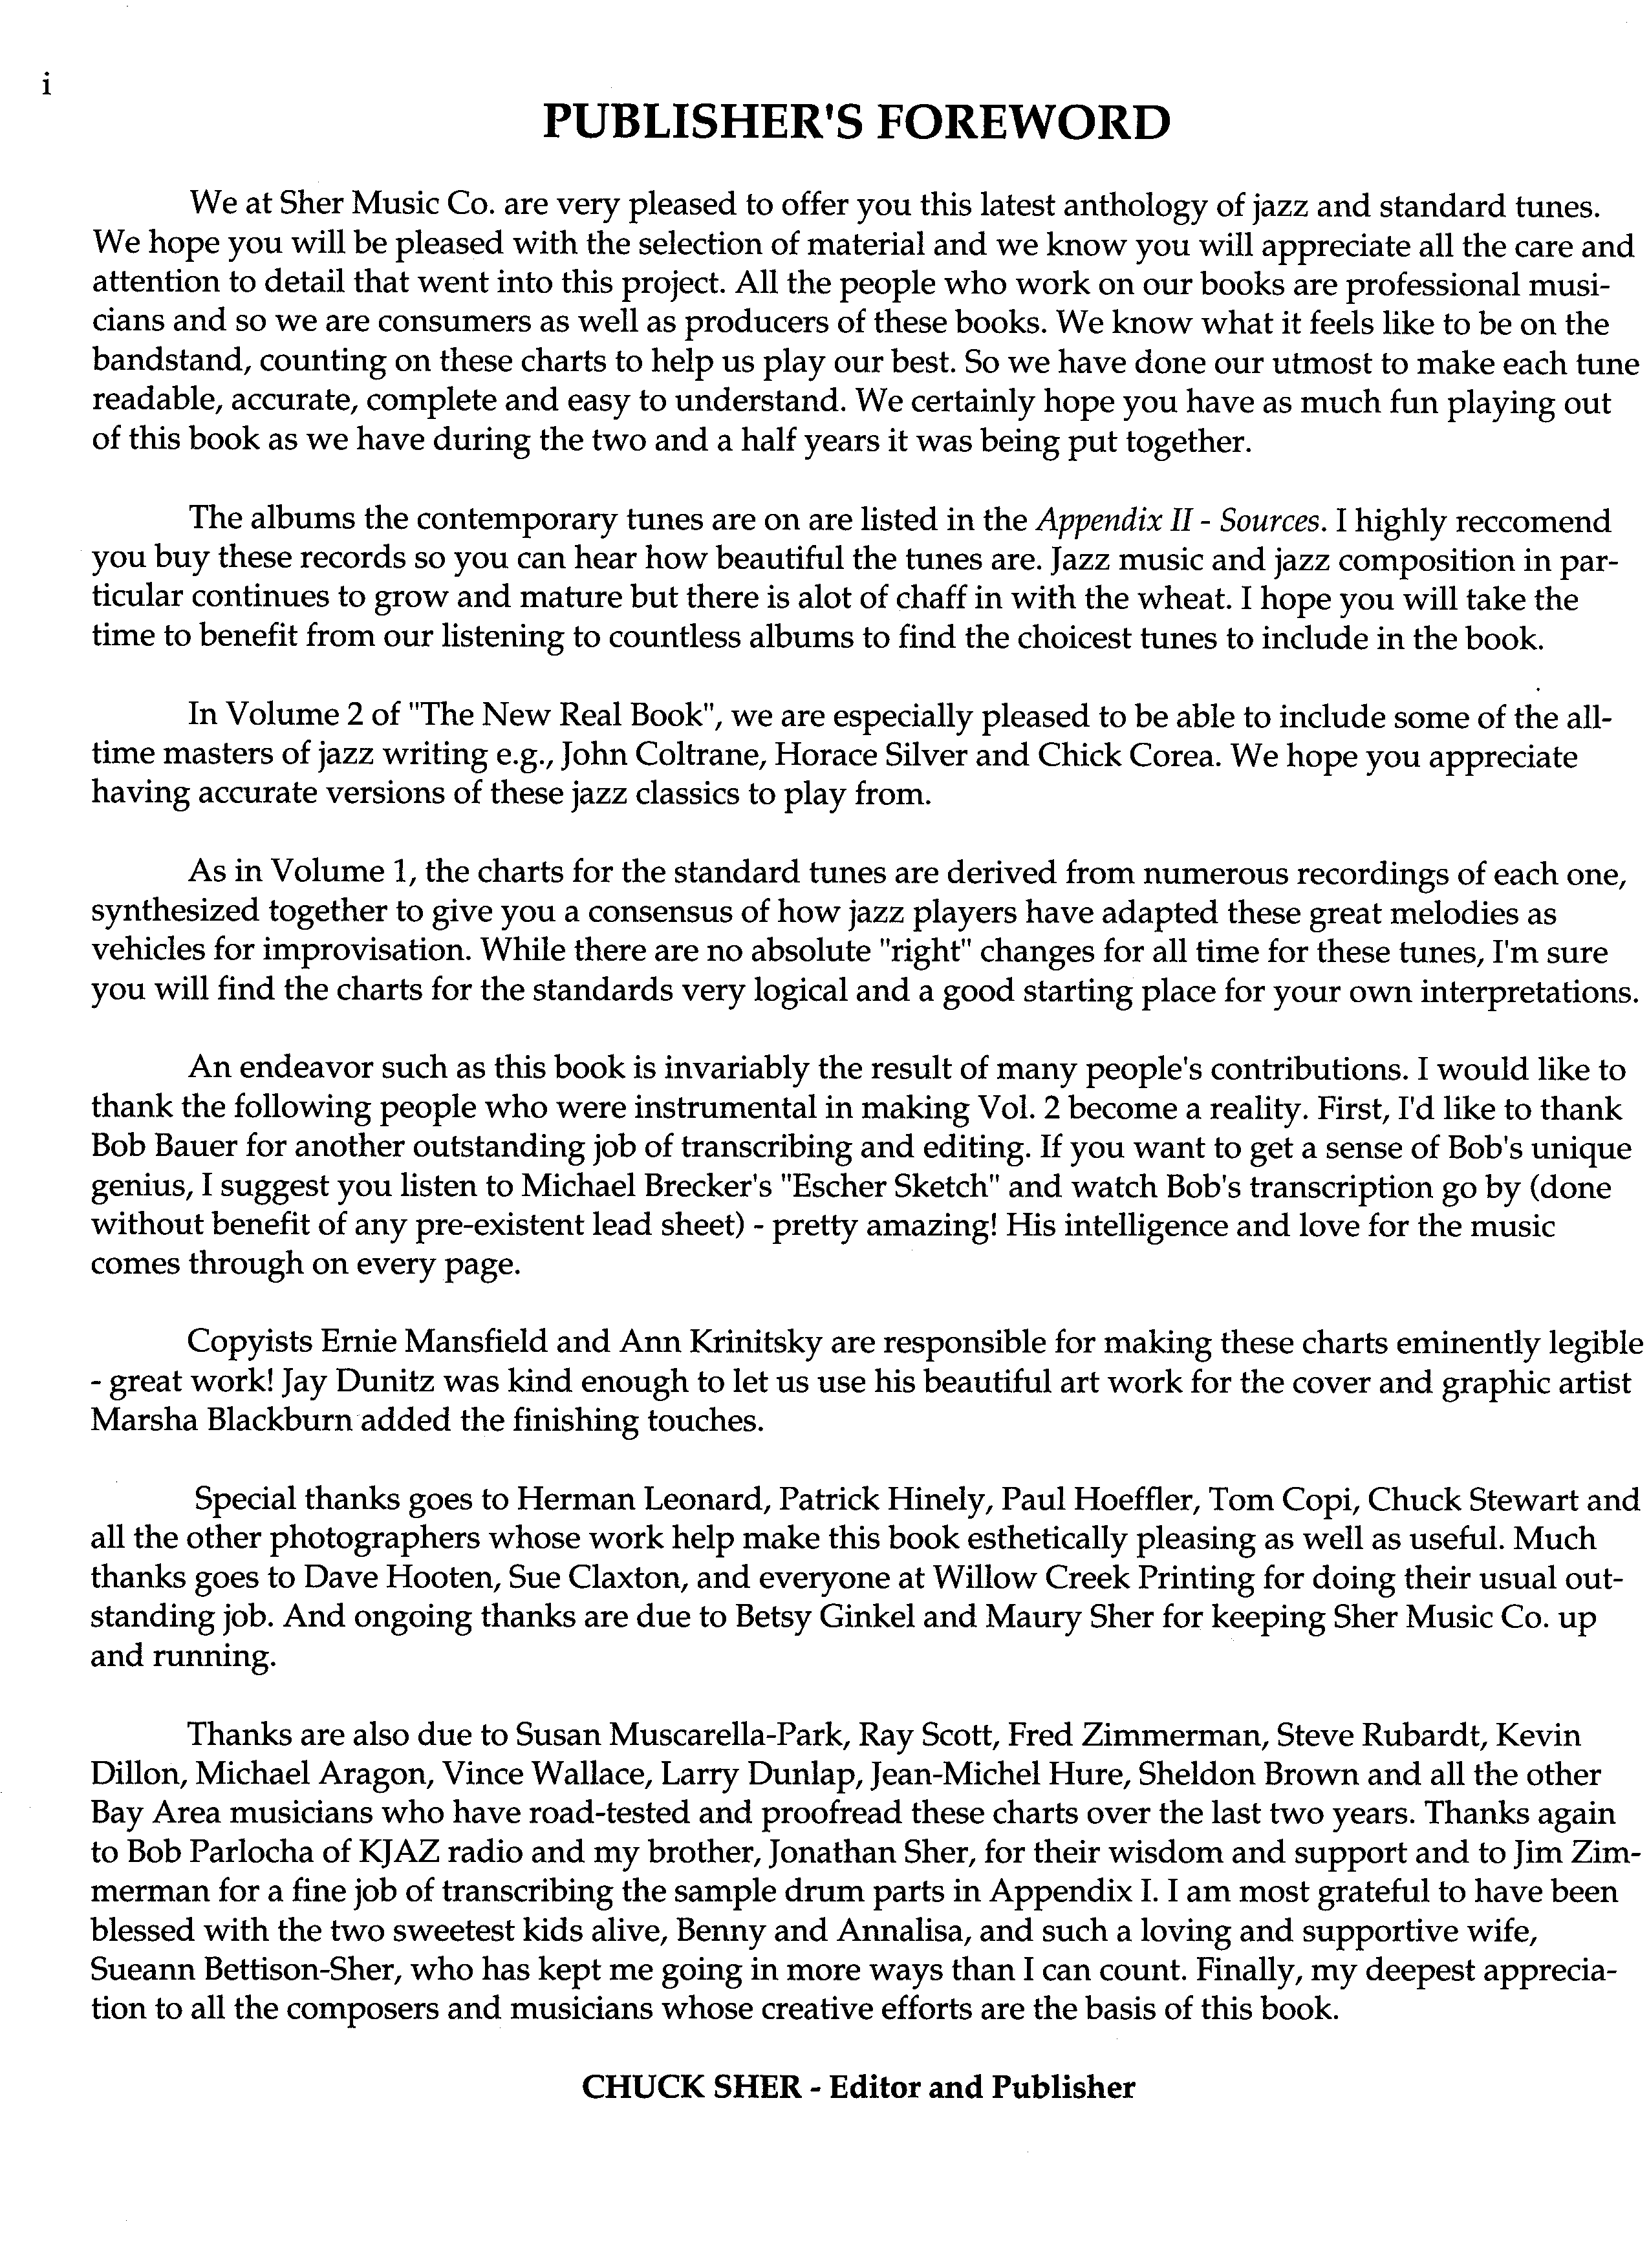 i
PUBLISHER'S FOREWORD
We at Sher Music Co. are very pleased to offer you this latest anthology of jazz and standard tunes.
We hope you will be pleased with the selection of material and we know you will appreciate all the care and
attention to detail that went into this project. All the people who work on our books are professional musi-
cians and so we are consumers as well as producers of these books. We know what it feels like to be on the
bandstand, counting on these charts to help us play our best. So we have done our utmost to make each tune
readable, accurate, complete and easy to understand. We certainly hope you have as much fun playing out
of this book as we have during the two and a half years it was being put together.
The albums the contemporary tunes are on are listed in the Appendix II - Sources. I highly reccomend
you buy these records so you can hear how beautiful the tunes are. Jazz music and jazz composition in par-
ticular continues to grow and mature but there is alot of chaff in with the wheat. I hope you will take the
time to benefit from our listening to countless albums to find the choicest tunes to include in the book.
In Volume 2 of "The New Real Book", we are especially pleased to be able to include some of the all-
time masters of jazz writing e.g., John Coltrane, Horace Silver and Chick Corea. We hope you appreciate
having accurate versions of these jazz classics to play from.
As in Volume 1, the charts for the standard tunes are derived from numerous recordings of each one,
synthesized together to give you a consensus of how jazz players have adapted these great melodies as
vehicles for improvisation. While there are no absolute "right" changes for all time for these tunes, I'm sure
you will find the charts for the standards very logical and a good starting place for your own interpretations.
An endeavor such as this book is invariably the result of many people's contributions. I would like to
thank the following people who were instrumental in making Vol. 2 become a reality. First, I'd like to thank
Bob Bauer for another outstanding job of transcribing and editing. If you want to get a sense of Bob's unique
genius, I suggest you listen to Michael Brecker's "Escher Sketch" and watch Bob's transcription go by (done
without benefit of any pre-existent lead sheet) - pretty amazing! His intelligence and love for the music
comes through on every page.
Copyists Ernie Mansfield and Ann Krinitsky are responsible for making these charts eminently legible
- great work! Jay Dunitz was kind enough to let us use his beautiful art work for the cover and graphic artist
Marsha Blackburn added the finishing touches.
Special thanks goes to Herman Leonard, Patrick Hinely, Paul Hoeffler, Tom Copi, Chuck Stewart and
all the other photographers whose work help make this book esthetically pleasing as well as useful. Much
thanks goes to Dave Hooten, Sue Claxton, and everyone at Willow Creek Printing for doing their usual out-
standing job. And ongoing thanks are due to Betsy Ginkel and Maury Sher for keeping Sher Music Co. up
and running.
Thanks are also due to Susan Muscarella-Park, Ray Scott, Fred Zimmerman, Steve Rubardt, Kevin
Dillon, Michael Aragon, Vince Wallace, Larry Dunlap, Jean-Michel Hure, Sheldon Brown and all the other
Bay Area musicians who have road-tested and proofread these charts over the last two years. Thanks again
to Bob Parlocha of KJAZ radio and my brother, Jonathan Sher, for their wisdom and support and to Jim Zim-
merman for a fine job of transcribing the sample drum parts in Appendix I. I am most grateful to have been
blessed with the two sweetest kids alive, Benny and Annalisa, and such a loving and supportive wife,
Sueann Bettison-Sher, who has kept me going in more ways than I can count. Finally, my deepest apprecia-
tion to all the composers and musicians whose creative efforts are the basis of this book.
CHUCK SHER - Editor and Publisher